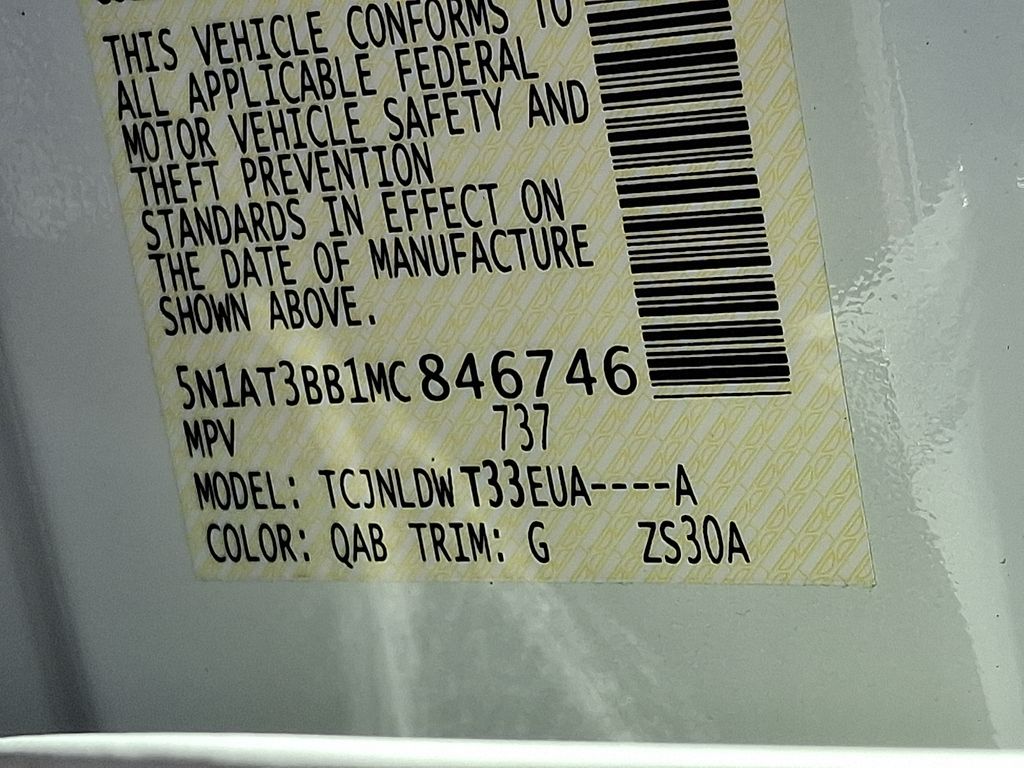 THIS VEHICLE CONFORMS TO
ALL APPLICABLE FEDERAL
MOTOR VEHICLE SAFETY AND
THEFT PREVENTION
STANDARDS IN EFFECT ON
THE DATE OF MANUFACTURE
SHOWN ABOVE.
5N1AT3BB1MC846746
MPV 737
MODEL: TCJNLDWT33EUA----A
COLOR: QAB TRIM: G ZS30A